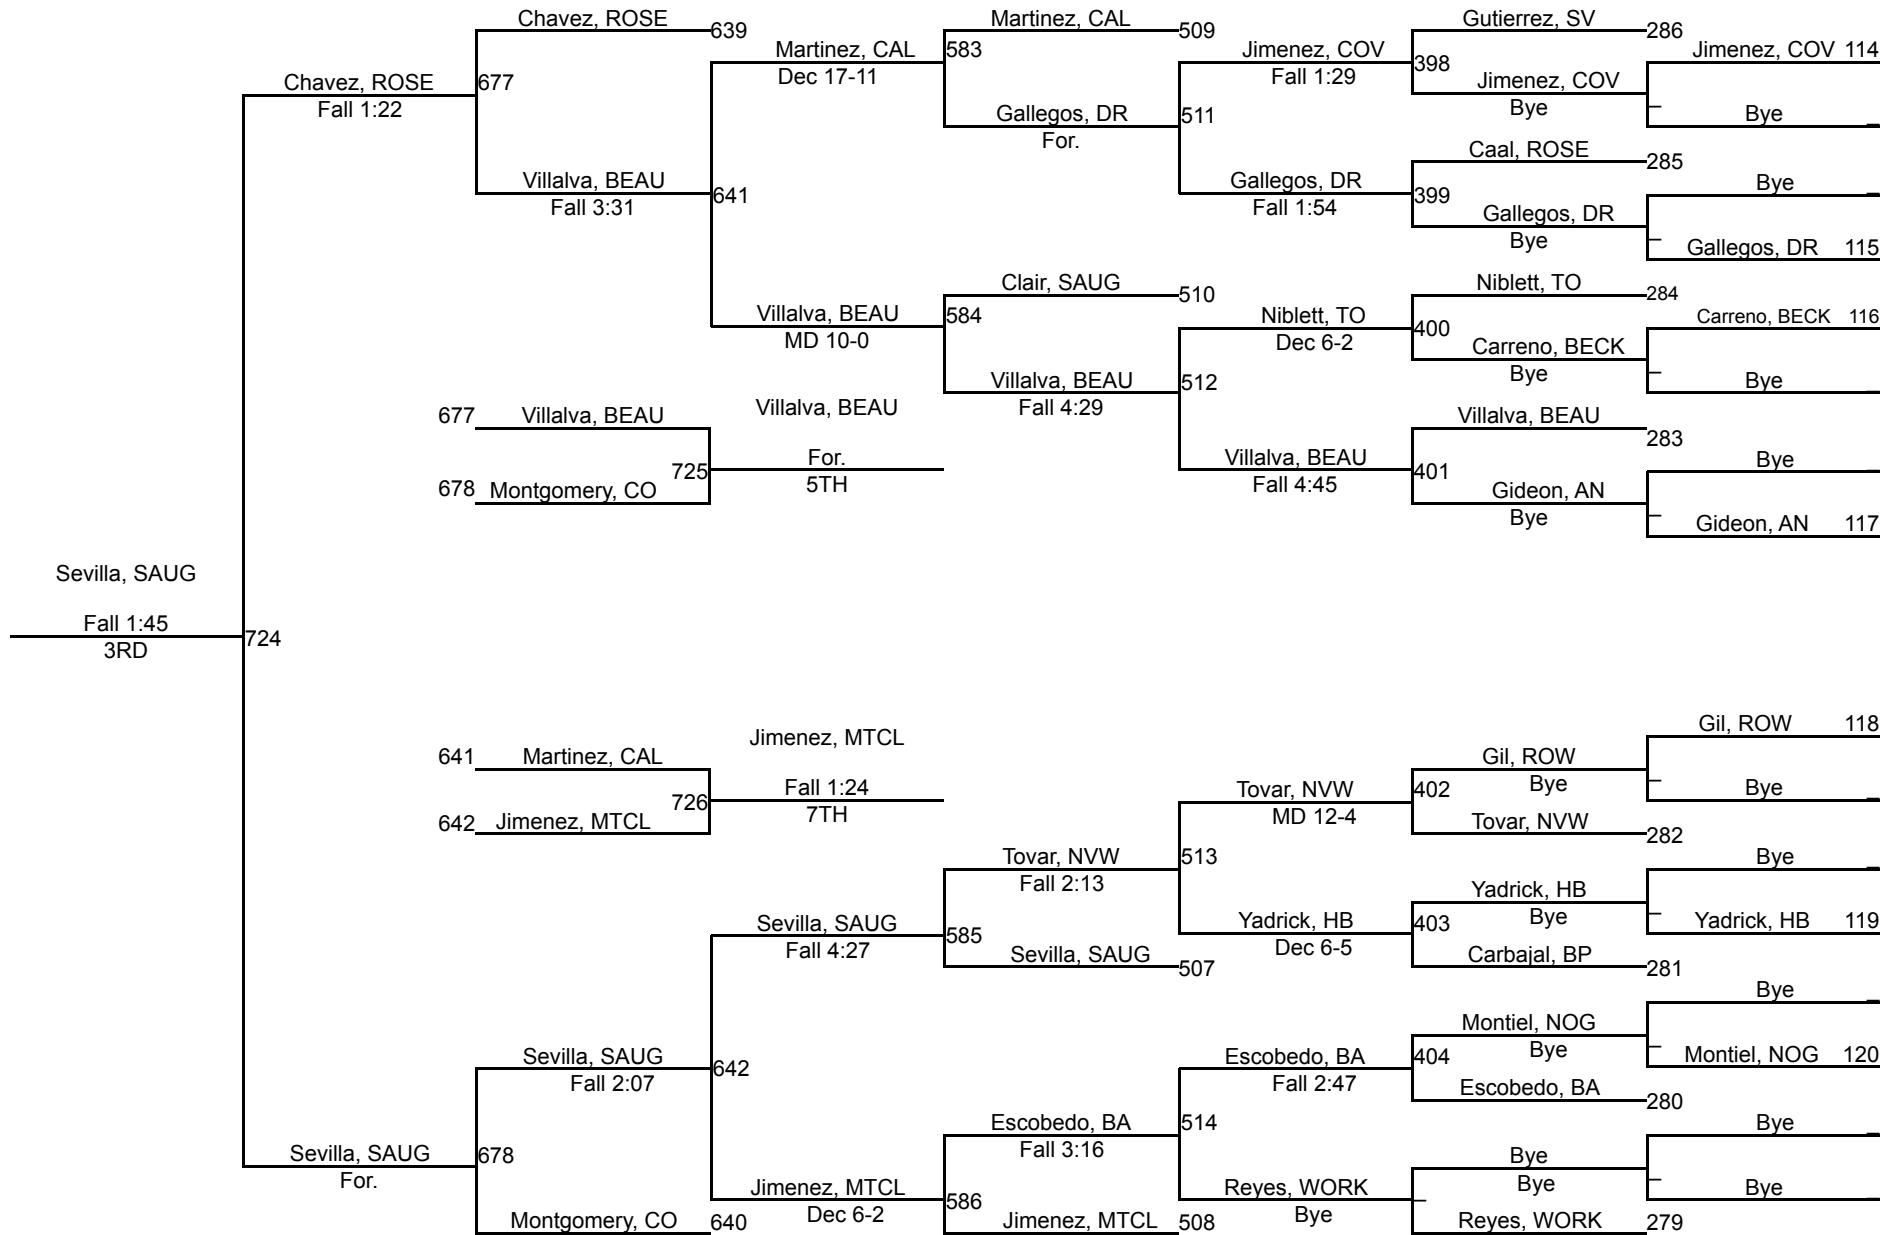 Chavez, ROSE
639
Martinez, CAL
509
Gutierrez, SV
286
Martinez, CAL
Dec 17-11
583
Jimenez, COV
Fall 1:29
398
Jimenez, COV 114
Chavez, ROSE
Fall 1:22
677
Jimenez, COV
Bye
Gallegos, DR
For.
511
Bye
Caal, ROSE
285
Villalva, BEAU
Fall 3:31
641
Gallegos, DR
Fall 1:54
399
Bye
Gallegos, DR
Bye
Gallegos, DR 115
Clair, SAUG
510
Niblett, TO
284
Villalva, BEAU
MD 10-0
584
Niblett, TO
Dec 6-2
400
Carreno, BECK 116
Carreno, BECK
Bye
Villalva, BEAU
Fall 4:29
512
Bye
677 Villalva, BEAU
Villalva, BEAU
Villalva, BEAU
283
725
For.
5TH
Villalva, BEAU
Fall 4:45
401
Bye
678 Montgomery, CO
Gideon, AN
Bye
Gideon, AN 117
Sevilla, SAUG
Fall 1:45
3RD
724
Gil, ROW 118
641 Martinez, CAL
Jimenez, MTCL
Gil, ROW
Bye
726
Fall 1:24
7TH
Tovar, NVW
MD 12-4
402
Bye
642 Jimenez, MTCL
Tovar, NVW
282
Tovar, NVW
Fall 2:13
513
Bye
Yadrick, HB
Bye
Sevilla, SAUG
Fall 4:27
585
Yadrick, HB
Dec 6-5
403
Yadrick, HB 119
Sevilla, SAUG
507
Carbajal, BP
281
Bye
Montiel, NOG
Bye
Sevilla, SAUG
Fall 2:07
642
Escobedo, BA
Fall 2:47
404
Montiel, NOG 120
Escobedo, BA
280
Escobedo, BA
Fall 3:16
514
Bye
Sevilla, SAUG
For.
678
Bye
Bye
Jimenez, MTCL
Dec 6-2
586
Reyes, WORK
Bye
Bye
Montgomery, CO
640
Jimenez, MTCL
508
Reyes, WORK
279